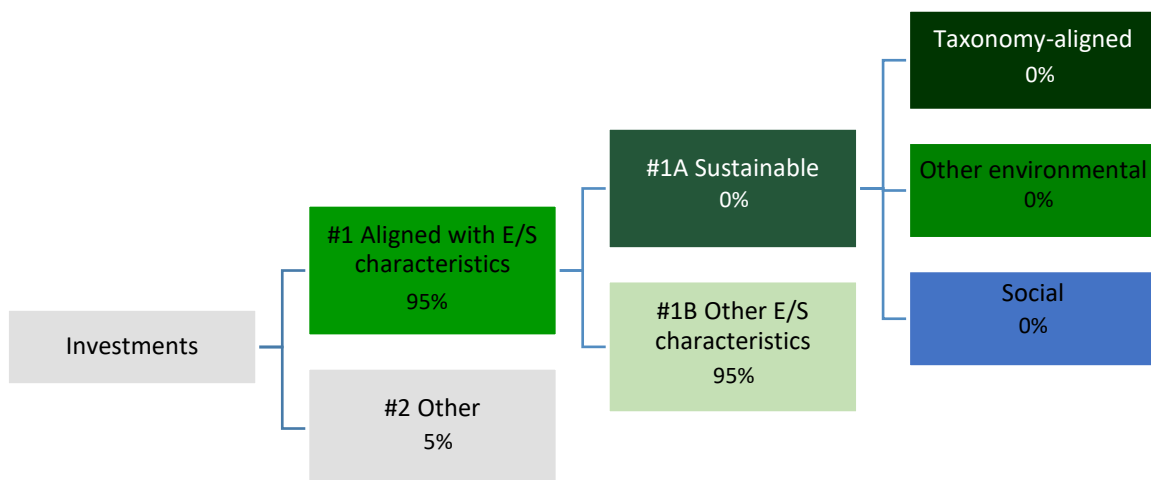 Investments
#1 Aligned with E/S
characteristics
95%
#2 Other
5%
#1A Sustainable
0%
#1B Other E/S
characteristics
95%
Taxonomy-aligned
0%
Other environmental
0%
Social
0%